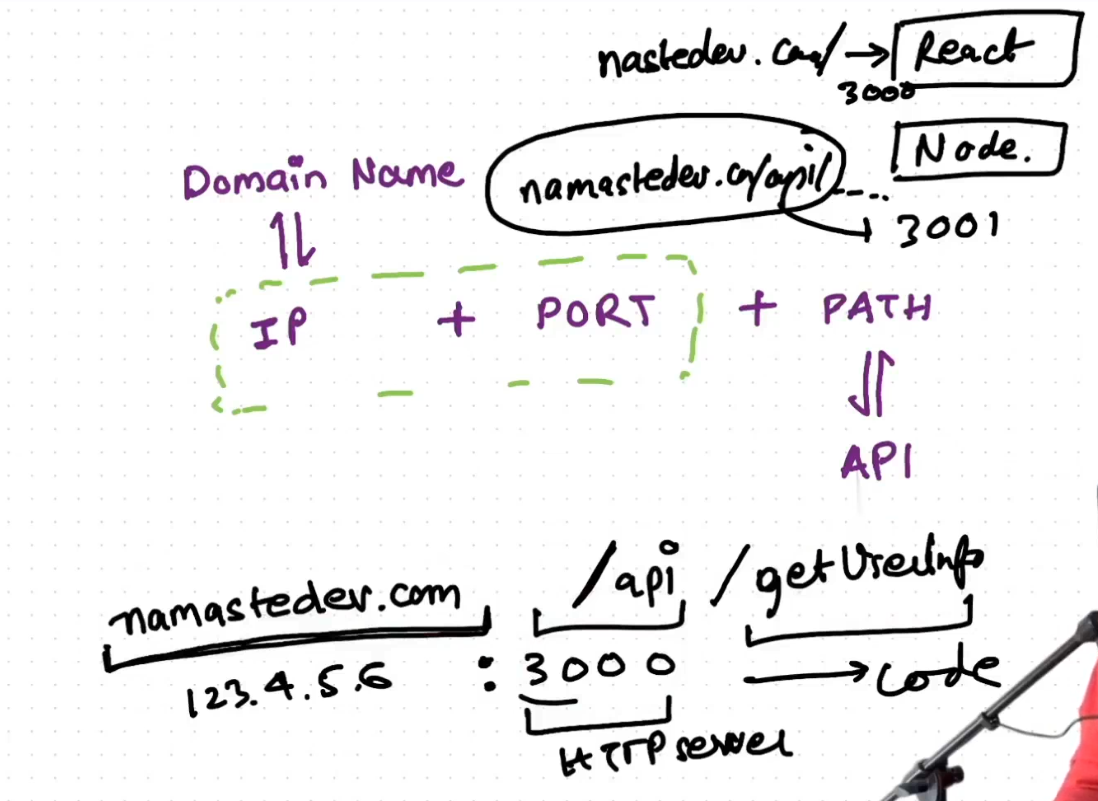 nastedev.com/ → React
3000
Node.
Domain Name
namastedev.com/api/----
3001
IP + PORT + PATH
API
namastedev.com /api /getUserInfo
123.4.5.6 : 3000 → code
HTTP server